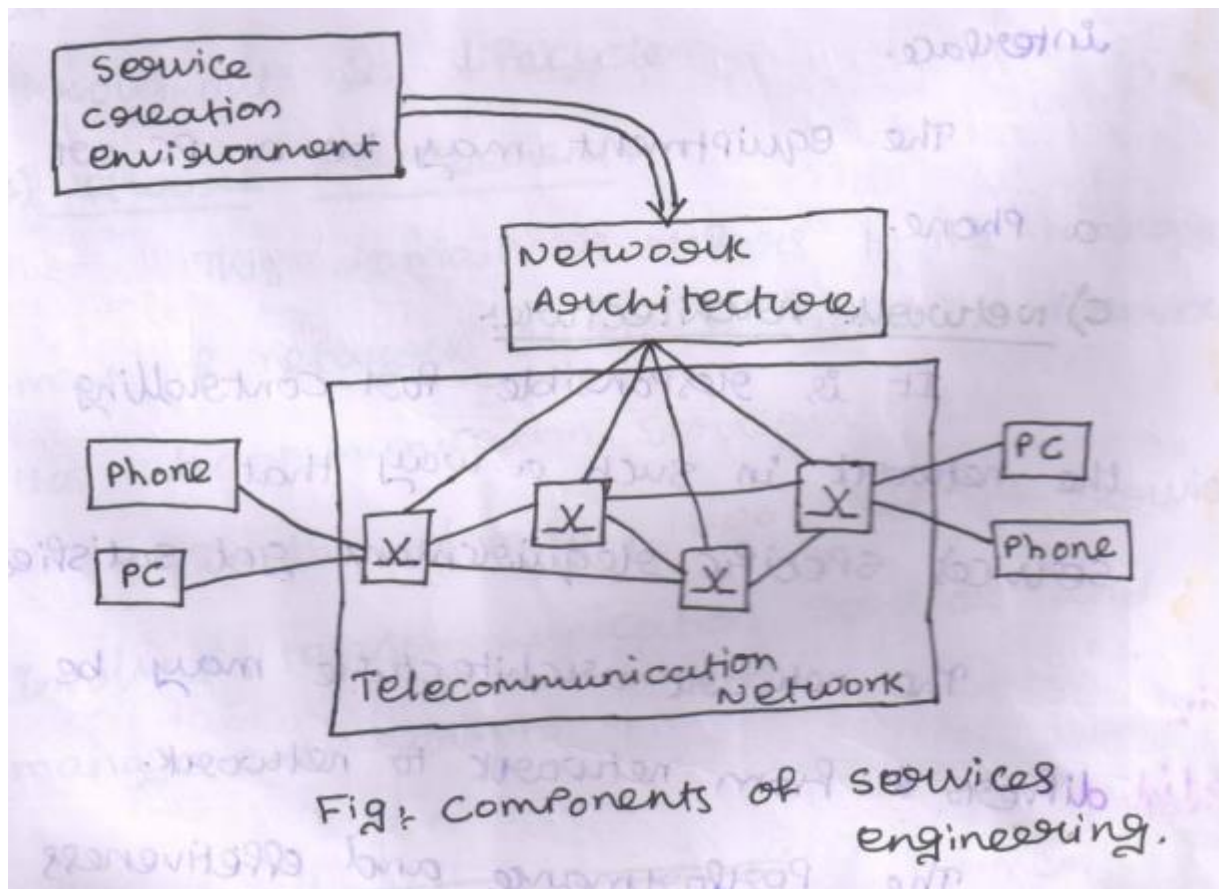 Service
creation
environment
Network
Architecture
Phone
PC
X
X
X
X
PC
Phone
Telecommunication
Network
Fig: Components of services
engineering.